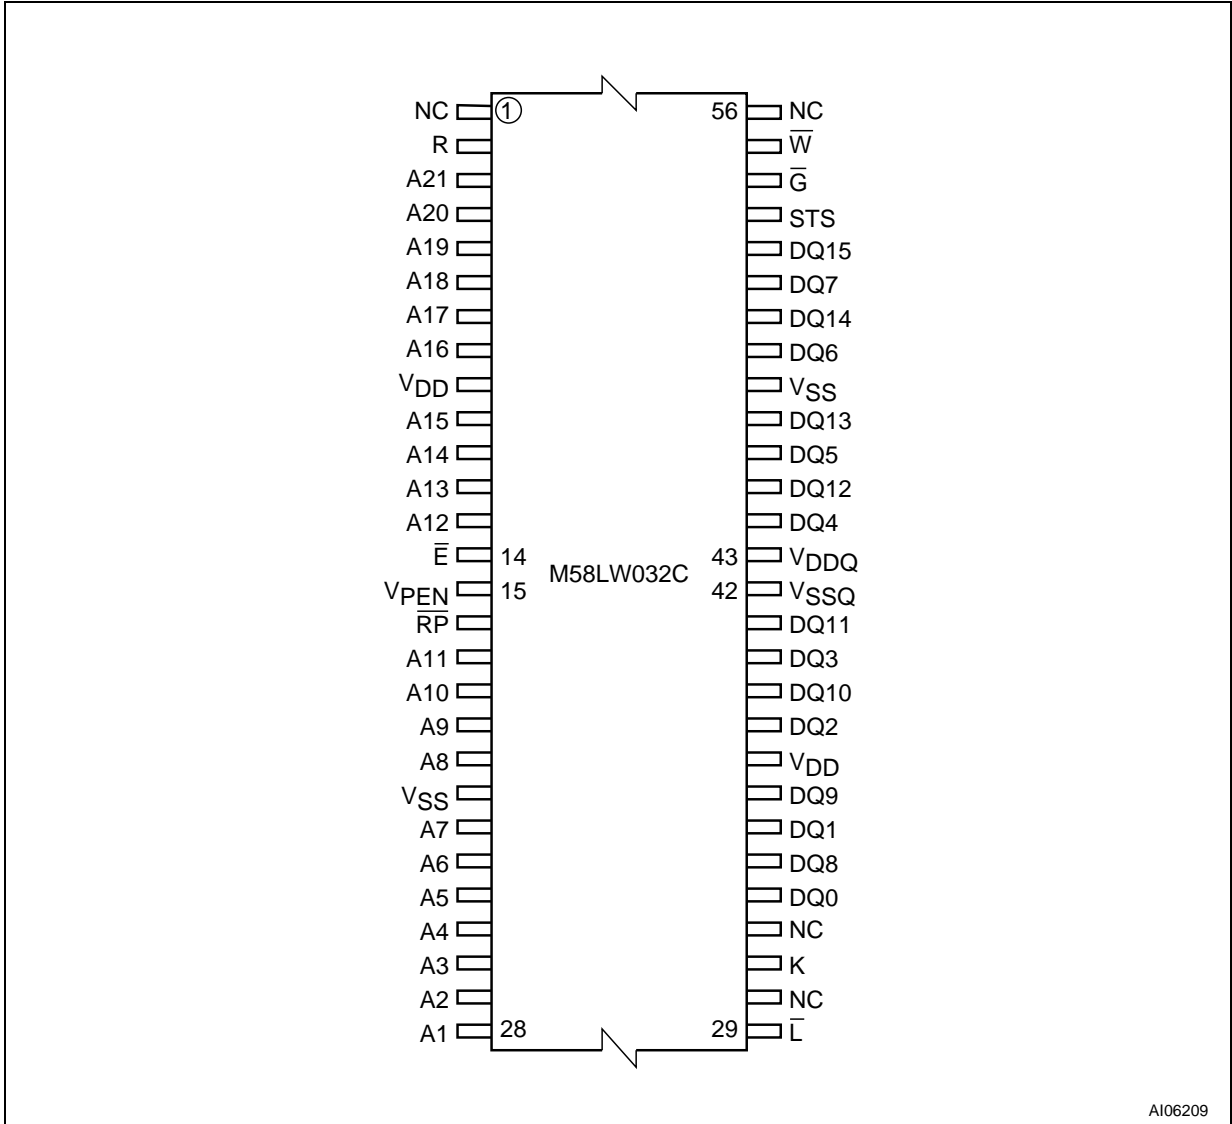 NC 1 56 NC
R W̅
A21 G̅
A20 STS
A19 DQ15
A18 DQ7
A17 DQ14
A16 DQ6
VDD VSS
A15 DQ13
A14 DQ5
A13 DQ12
A12 DQ4
E̅ 14 43 VDDQ
M58LW032C
VPEN 15 42 VSSQ
R̅P̅ DQ11
A11 DQ3
A10 DQ10
A9 DQ2
A8 VDD
VSS DQ9
A7 DQ1
A6 DQ8
A5 DQ0
A4 NC
A3 K
A2 NC
A1 28 29 L̅
AI06209